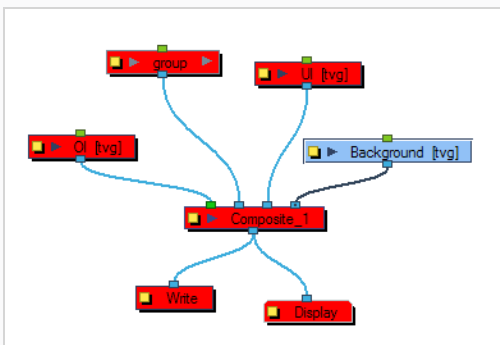 group
UI [tvg]
OI [tvg]
Background [tvg]
Composite_1
Write
Display